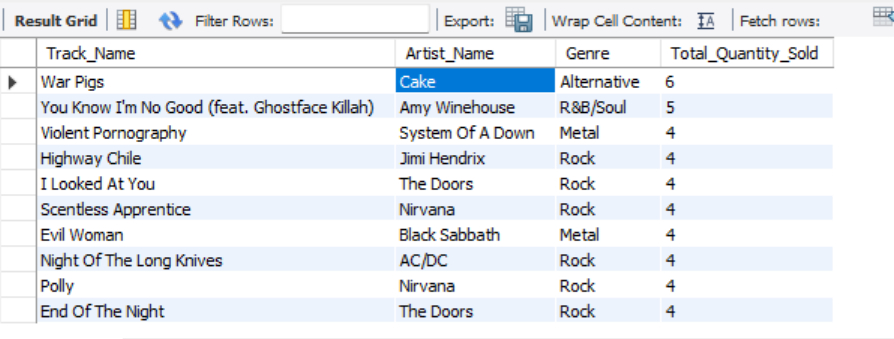 Result Grid Filter Rows: Export: Wrap Cell Content: IA Fetch rows:
Track_Name Artist_Name Genre Total_Quantity_Sold
War Pigs Cake Alternative 6
You Know I'm No Good (feat. Ghostface Killah) Amy Winehouse R&B/Soul 5
Violent Pornography System Of A Down Metal 4
Highway Chile Jimi Hendrix Rock 4
I Looked At You The Doors Rock 4
Scentless Apprentice Nirvana Rock 4
Evil Woman Black Sabbath Metal 4
Night Of The Long Knives AC/DC Rock 4
Polly Nirvana Rock 4
End Of The Night The Doors Rock 4